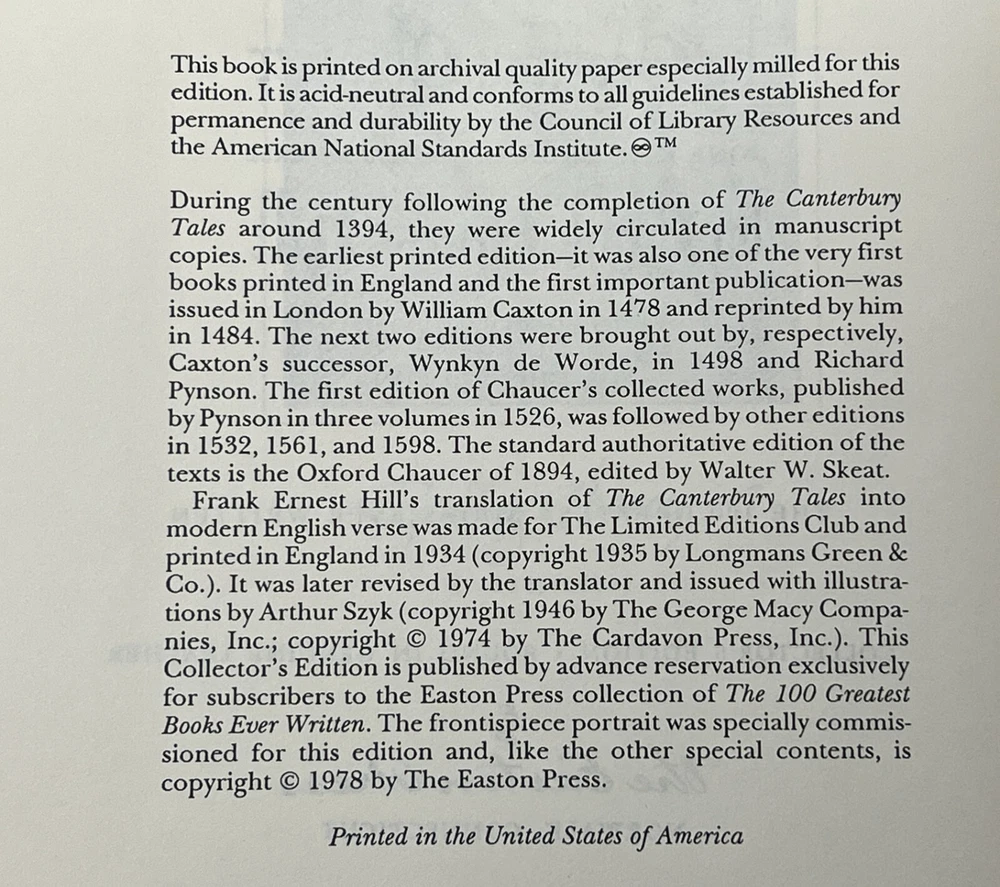 This book is printed on archival quality paper especially milled for this
edition. It is acid-neutral and conforms to all guidelines established for
permanence and durability by the Council of Library Resources and
the American National Standards Institute. ♾™
During the century following the completion of The Canterbury
Tales around 1394, they were widely circulated in manuscript
copies. The earliest printed edition—it was also one of the very first
books printed in England and the first important publication—was
issued in London by William Caxton in 1478 and reprinted by him
in 1484. The next two editions were brought out by, respectively,
Caxton's successor, Wynkyn de Worde, in 1498 and Richard
Pynson. The first edition of Chaucer's collected works, published
by Pynson in three volumes in 1526, was followed by other editions
in 1532, 1561, and 1598. The standard authoritative edition of the
texts is the Oxford Chaucer of 1894, edited by Walter W. Skeat.
Frank Ernest Hill's translation of The Canterbury Tales into
modern English verse was made for The Limited Editions Club and
printed in England in 1934 (copyright 1935 by Longmans Green &
Co.). It was later revised by the translator and issued with illustra-
tions by Arthur Szyk (copyright 1946 by The George Macy Compa-
nies, Inc.; copyright © 1974 by The Cardavon Press, Inc.). This
Collector's Edition is published by advance reservation exclusively
for subscribers to the Easton Press collection of The 100 Greatest
Books Ever Written. The frontispiece portrait was specially commis-
sioned for this edition and, like the other special contents, is
copyright © 1978 by The Easton Press.
Printed in the United States of America